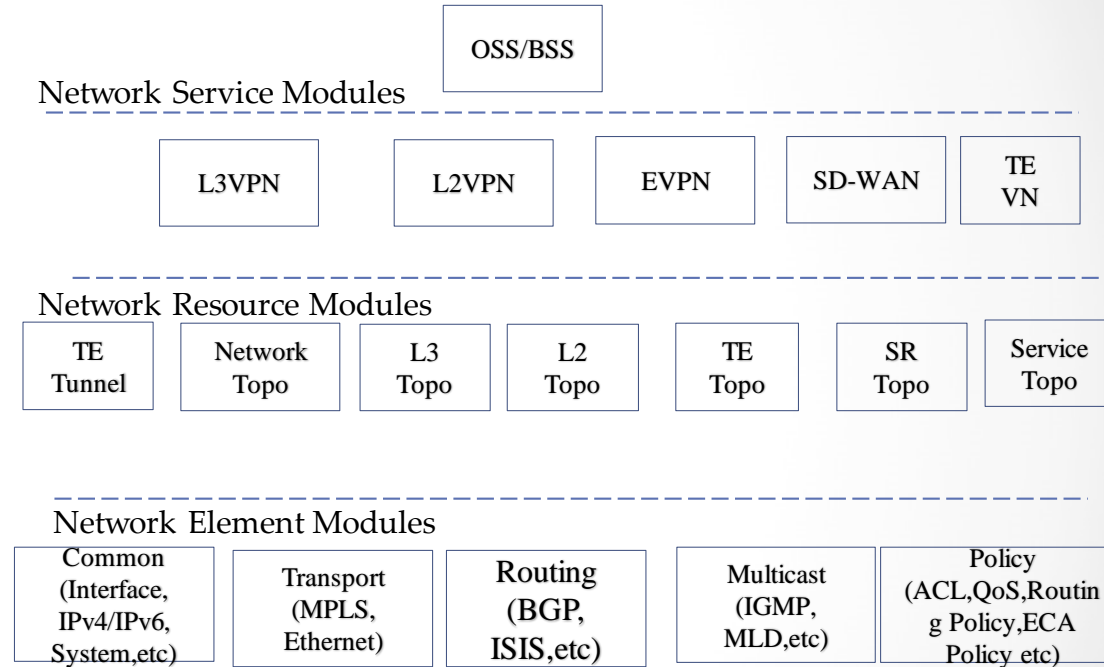 OSS/BSS
Network Service Modules
L3VPN
L2VPN
EVPN
SD-WAN
TE
VN
Network Resource Modules
TE
Tunnel
Network
Topo
L3
Topo
L2
Topo
TE
Topo
SR
Topo
Service
Topo
Network Element Modules
Common
(Interface,
IPv4/IPv6,
System,etc)
Transport
(MPLS,
Ethernet)
Routing
(BGP,
ISIS,etc)
Multicast
(IGMP,
MLD,etc)
Policy
(ACL,QoS,Routin
g Policy,ECA
Policy etc)